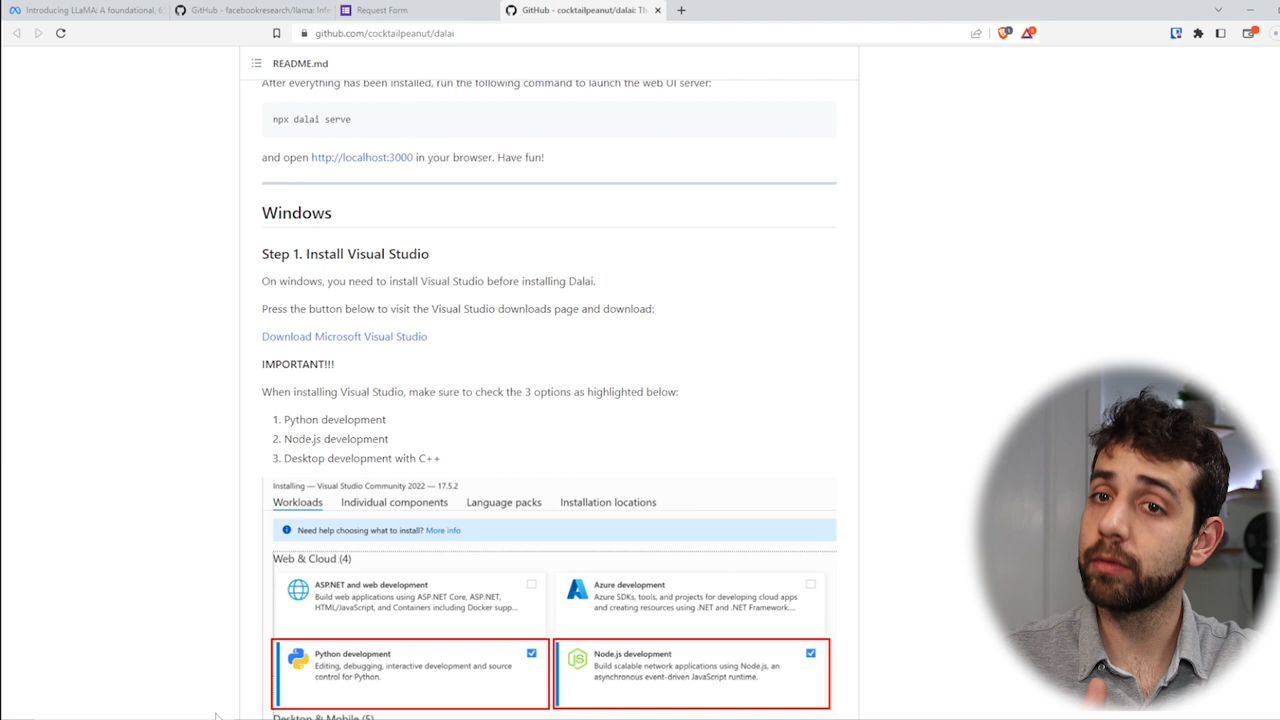 Introducing LLaMA: A foundational, 6
GitHub - facebookresearch/llama: Infe
Request Form
GitHub - cocktailpeanut/dalai: Th
github.com/cocktailpeanut/dalai
README.md
After everything has been installed, run the following command to launch the web UI server:
npx dalai serve
and open http://localhost:3000 in your browser. Have fun!
Windows
Step 1. Install Visual Studio
On windows, you need to install Visual Studio before installing Dalai.
Press the button below to visit the Visual Studio downloads page and download:
Download Microsoft Visual Studio
IMPORTANT!!!
When installing Visual Studio, make sure to check the 3 options as highlighted below:
1. Python development
2. Node.js development
3. Desktop development with C++
Installing — Visual Studio Community 2022 — 17.5.2
Workloads Individual components Language packs Installation locations
Need help choosing what to install? More info
Web & Cloud (4)
ASP.NET and web development
Build web applications using ASP.NET Core, ASP.NET,
HTML/JavaScript, and Containers including Docker supp...
Azure development
Azure SDKs, tools, and projects for developing cloud apps
and creating resources using .NET and .NET Framework....
Python development
Editing, debugging, interactive development and source
control for Python.
Node.js development
Build scalable network applications using Node.js, an
asynchronous event-driven JavaScript runtime.
Desktop & Mobile (5)